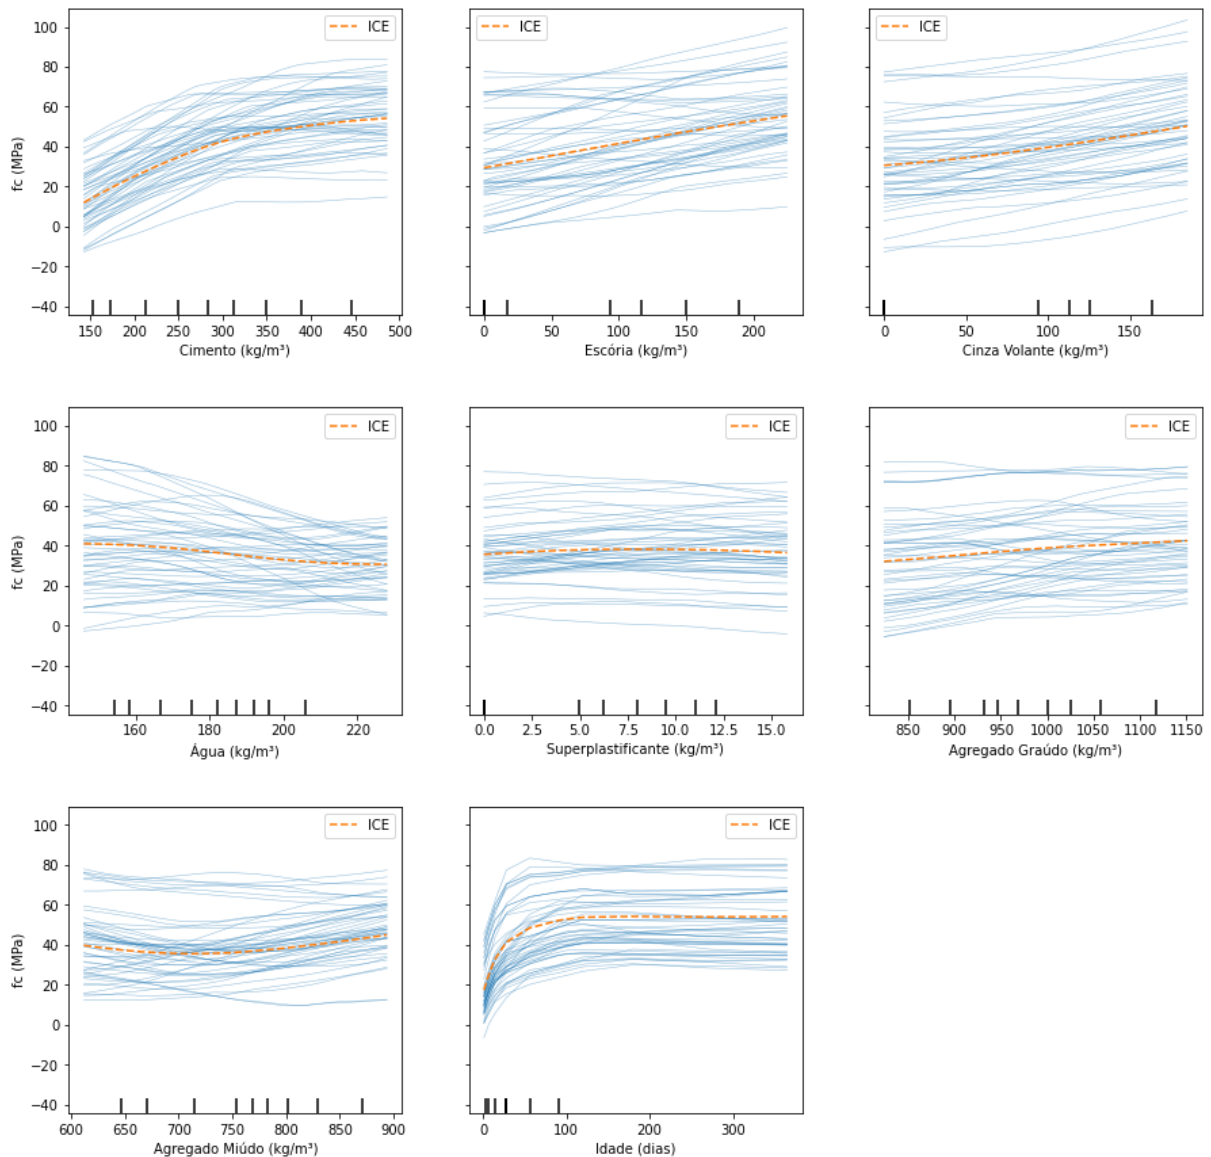 ICE
ICE
ICE
100
80
60
40
20
0
−20
−40
fc (MPa)
150 200 250 300 350 400 450 500
0 50 100 150 200
0 50 100 150
Cimento (kg/m³)
Escória (kg/m³)
Cinza Volante (kg/m³)
ICE
ICE
ICE
100
80
60
40
20
0
−20
−40
fc (MPa)
160 180 200 220
0.0 2.5 5.0 7.5 10.0 12.5 15.0
850 900 950 1000 1050 1100 1150
Água (kg/m³)
Superplastificante (kg/m³)
Agregado Graúdo (kg/m³)
ICE
ICE
100
80
60
40
20
0
−20
−40
fc (MPa)
600 650 700 750 800 850 900
0 100 200 300
Agregado Miúdo (kg/m³)
Idade (dias)